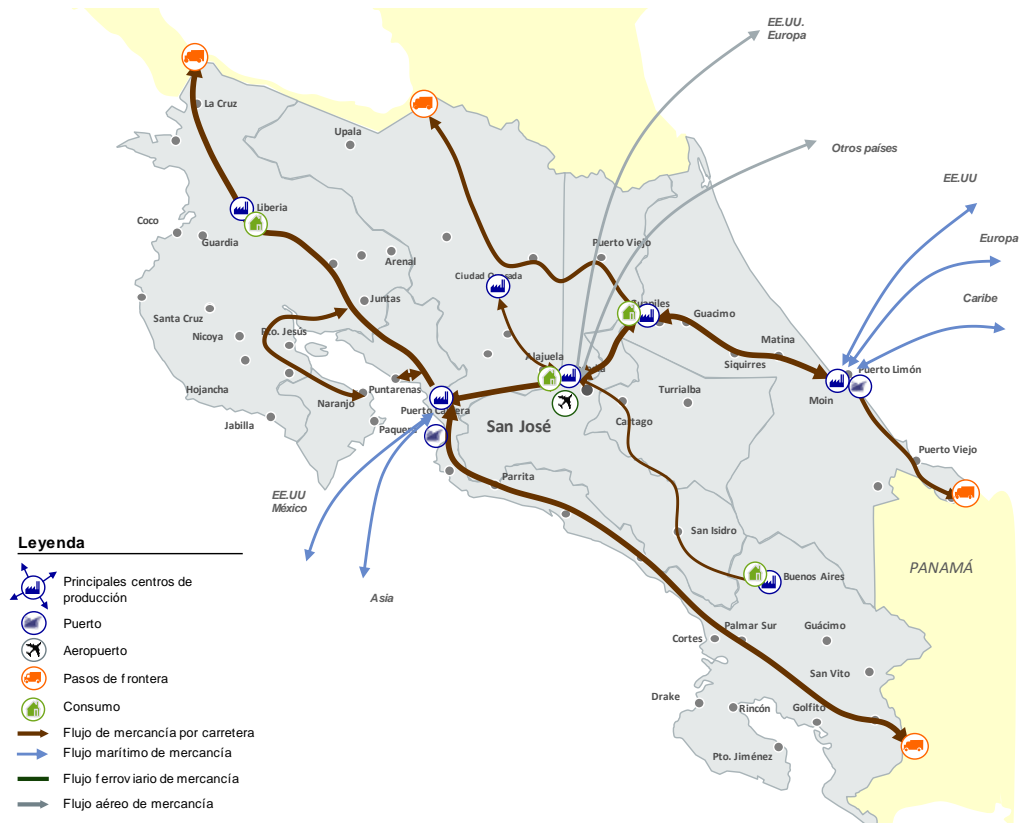 EE.UU.
Europa
La Cruz
Upala
Otros países
EE.UU
Liberia
Coco
Guardia
Puerto Viejo
Europa
Arenal
Ciudad Quesada
Juntas
Guapiles
Caribe
Santa Cruz
Guacimo
Nicoya
Pto. Jesús
Matina
Siquirres
Alajuela
Puerto Limón
Hojancha
Puntarenas
Moin
Naranjo
Puerto Caldera
Turrialba
Jabilla
Paquera
San José
Cartago
Puerto Viejo
Parrita
EE.UU
México
San Isidro
Leyenda
PANAMÁ
Principales centros de
producción
Buenos Aires
Asia
Puerto
Palmar Sur
Guácimo
Cortes
Aeropuerto
San Vito
Pasos de frontera
Drake
Consumo
Rincón
Golfito
Flujo de mercancía por carretera
Flujo marítimo de mercancía
Pto. Jiménez
Flujo ferroviario de mercancía
Flujo aéreo de mercancía